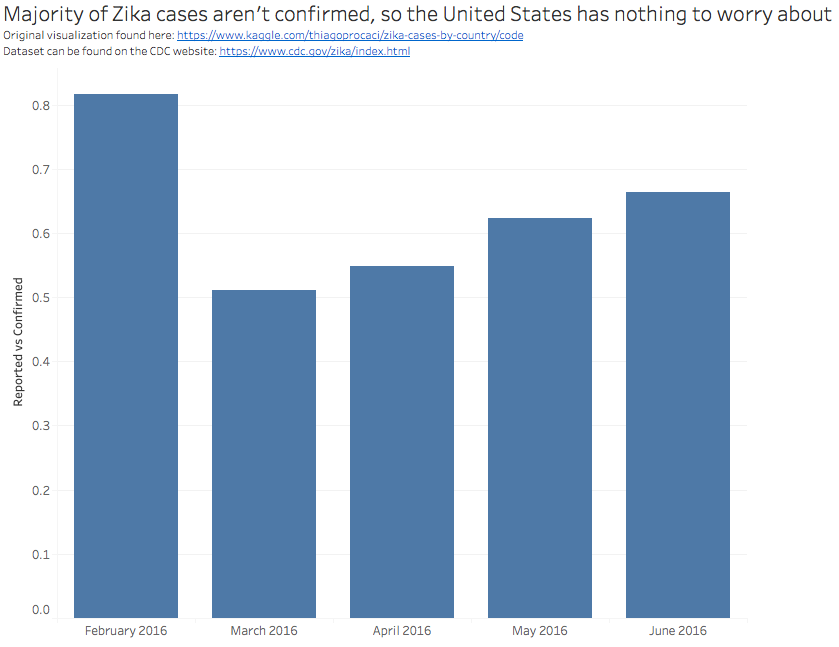 Majority of Zika cases aren’t confirmed, so the United States has nothing to worry about
Original visualization found here: https://www.kaggle.com/thiagoprocaci/zika-cases-by-country/code
Dataset can be found on the CDC website: https://www.cdc.gov/zika/index.html
Reported vs Confirmed
0.8
0.7
0.6
0.5
0.4
0.3
0.2
0.1
0.0
February 2016 March 2016 April 2016 May 2016 June 2016